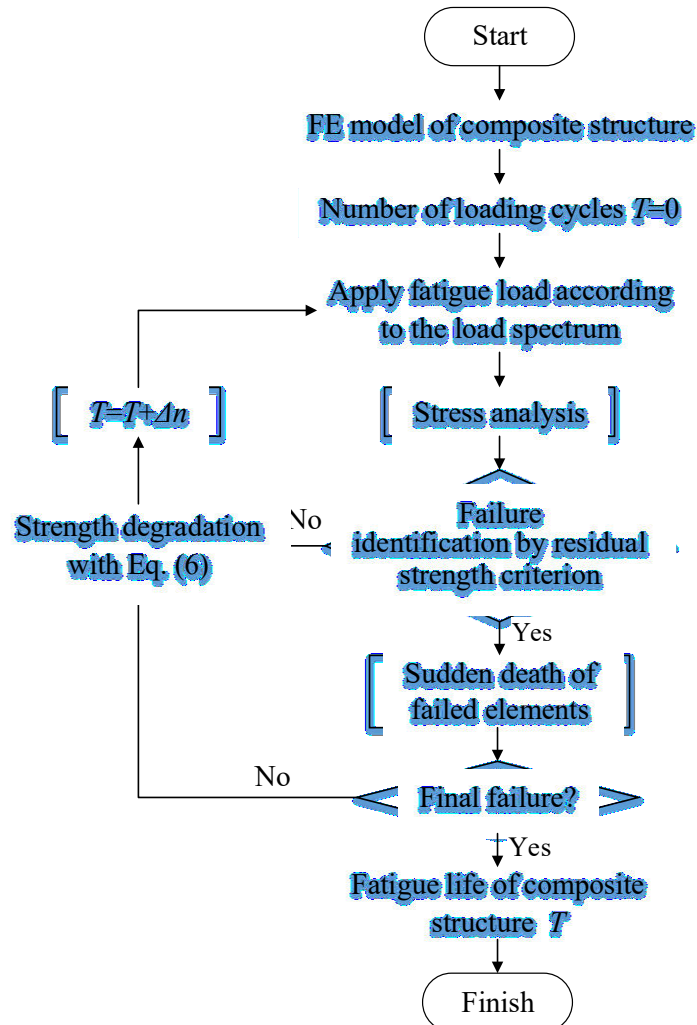 Start
FE model of composite structure
Number of loading cycles T=0
Apply fatigue load according
to the load spectrum
T=T+Δn
Stress analysis
Strength degradation
with Eq. (6)
No
Failure
identification by residual
strength criterion
Yes
Sudden death of
failed elements
No
Final failure?
Yes
Fatigue life of composite
structure T
Finish